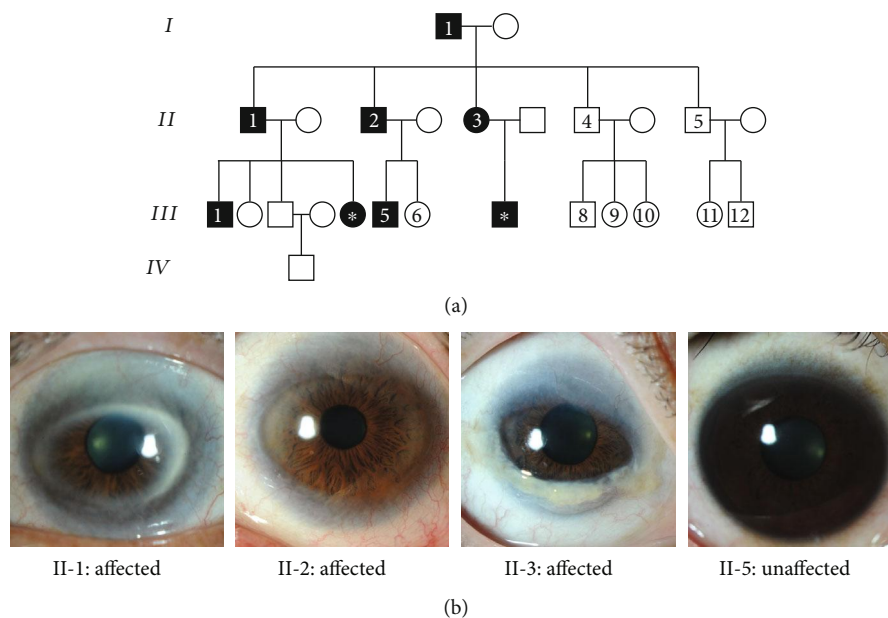 I 1
II 1 2 3 4 5
III 1 * 5 6 * 8 9 10 11 12
IV
(a)
II-1: affected II-2: affected II-3: affected II-5: unaffected
(b)